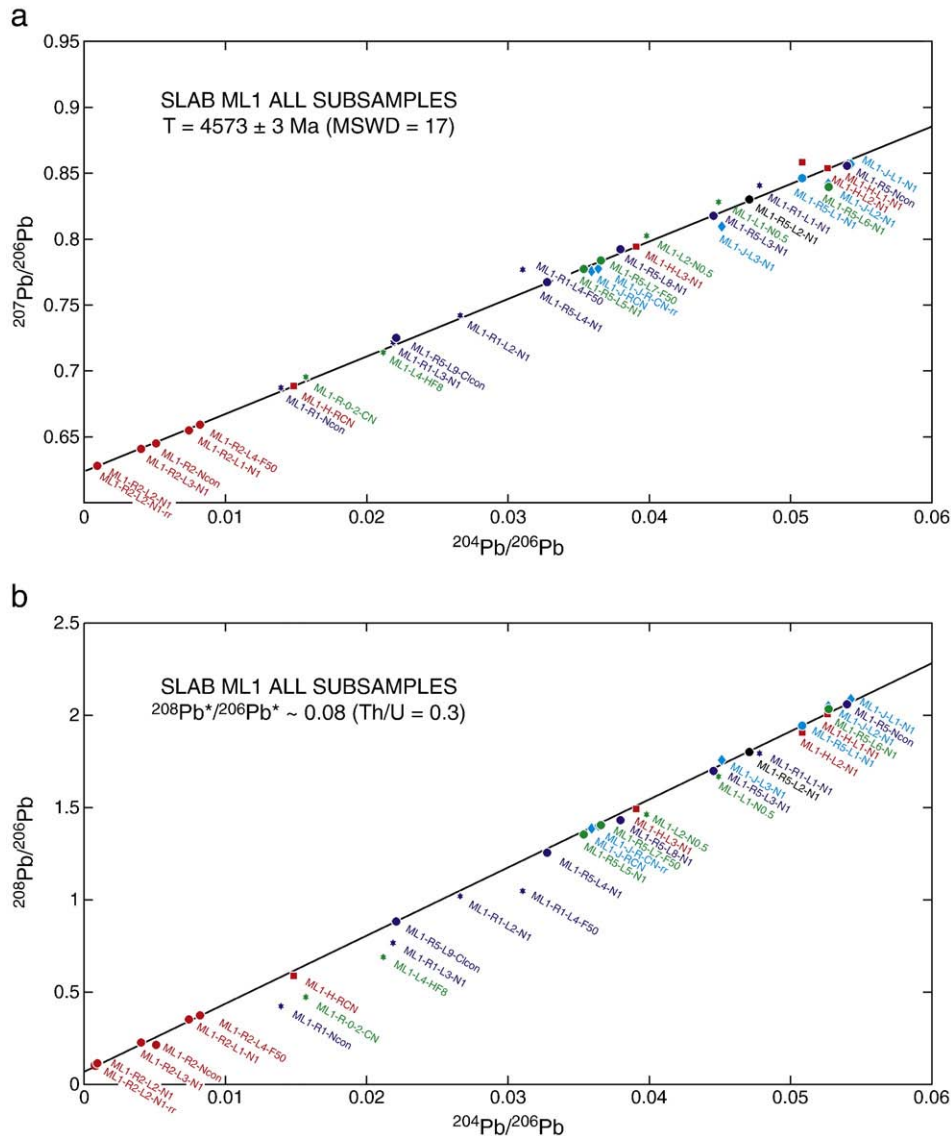 a
0.95
0.9
0.85
0.8
0.75
0.7
0.65
207Pb/206Pb
SLAB ML1 ALL SUBSAMPLES
T = 4573 ± 3 Ma (MSWD = 17)
ML1-J-L1-N1
ML1-R5-Ncon
ML1-H-L1-N1
ML1-H-L2-N1
ML1-J-L2-N1
ML1-R5-L6-N1
ML1-R5-L1-N1
ML1-R1-L1-N1
ML1-R5-L2-N1
ML1-L1-N0.5
ML1-R5-L3-N1
ML1-J-L3-N1
ML1-L2-N0.5
ML1-H-L3-N1
ML1-R5-L8-N1
ML1-R5-L7-F50
ML1-J-R-CN-rr
ML1-J-RCN
ML1-R5-L5-N1
ML1-R1-L4-F50
ML1-R5-L4-N1
ML1-R1-L2-N1
ML1-R5-L9-Clcon
ML1-R1-L3-N1
ML1-L4-HF8
ML1-R-0-2-CN
ML1-H-RCN
ML1-R1-Ncon
ML1-R2-L4-F50
ML1-R2-L1-N1
ML1-R2-Ncon
ML1-R2-L3-N1
ML1-R2-L2-N1
ML1-R2-L2-N1-rr
0 0.01 0.02 0.03 0.04 0.05 0.06
204Pb/206Pb
b
2.5
2
1.5
1
0.5
0
208Pb/206Pb
SLAB ML1 ALL SUBSAMPLES
208Pb*/206Pb* ~ 0.08 (Th/U = 0.3)
ML1-J-L1-N1
ML1-R5-Ncon
ML1-J-L2-N1
ML1-R5-L6-N1
ML1-H-L1-N1
ML1-R5-L1-N1
ML1-H-L2-N1
ML1-R1-L1-N1
ML1-R5-L2-N1
ML1-J-L3-N1
ML1-R5-L3-N1
ML1-L1-N0.5
ML1-L2-N0.5
ML1-H-L3-N1
ML1-R5-L8-N1
ML1-R5-L7-F50
ML1-J-R-CN-rr
ML1-J-RCN
ML1-R5-L5-N1
ML1-R5-L4-N1
ML1-R1-L4-F50
ML1-R1-L2-N1
ML1-R5-L9-Clcon
ML1-R1-L3-N1
ML1-L4-HF8
ML1-H-RCN
ML1-R-0-2-CN
ML1-R1-Ncon
ML1-R2-L4-F50
ML1-R2-L1-N1
ML1-R2-Ncon
ML1-R2-L3-N1
ML1-R2-L2-N1
ML1-R2-L2-N1-rr
0 0.01 0.02 0.03 0.04 0.05 0.06
204Pb/206Pb